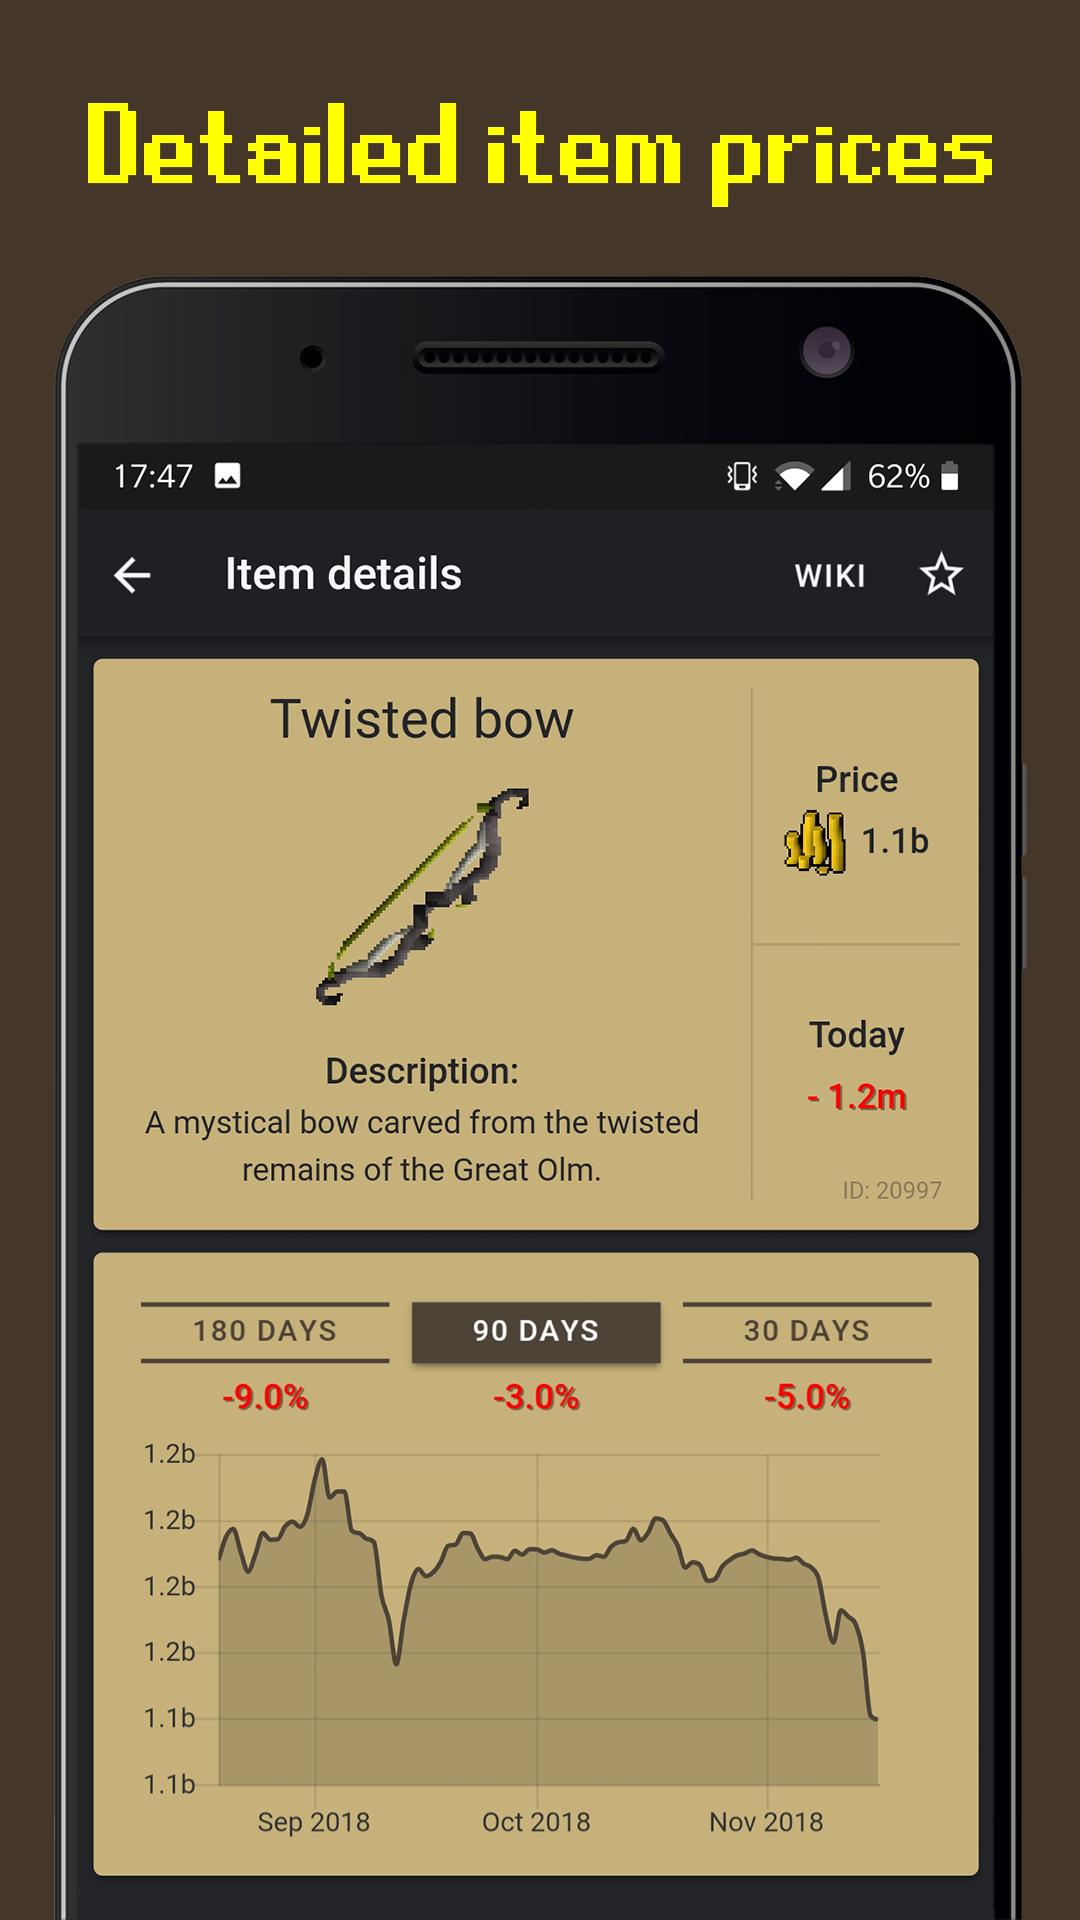 Detailed item prices
17:47
62%
Item details
WIKI
Twisted bow
Price
1.1b
Today
- 1.2m
ID: 20997
Description:
A mystical bow carved from the twisted
remains of the Great Olm.
180 DAYS
90 DAYS
30 DAYS
-9.0%
-3.0%
-5.0%
1.2b
1.2b
1.2b
1.2b
1.1b
1.1b
Sep 2018
Oct 2018
Nov 2018